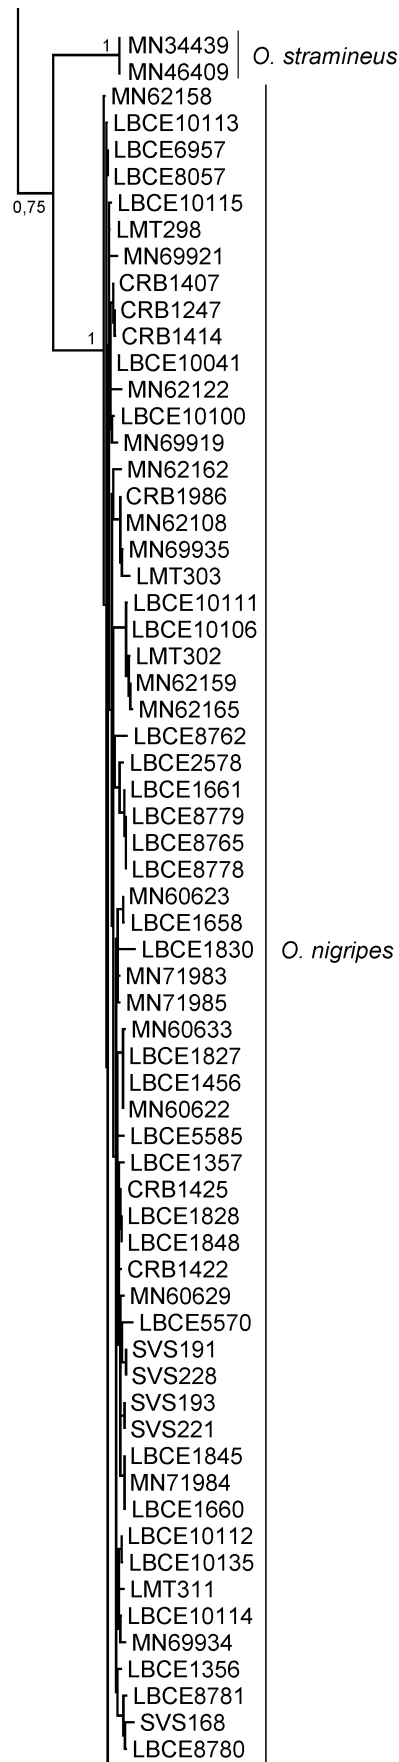 1
MN34439
O. stramineus
MN46409
MN62158
LBCE10113
LBCE6957
LBCE8057
LBCE10115
0,75
LMT298
MN69921
CRB1407
CRB1247
CRB1414
1
LBCE10041
MN62122
LBCE10100
MN69919
MN62162
CRB1986
MN62108
MN69935
LMT303
LBCE10111
LBCE10106
LMT302
MN62159
MN62165
LBCE8762
LBCE2578
LBCE1661
LBCE8779
LBCE8765
LBCE8778
MN60623
LBCE1658
LBCE1830
O. nigripes
MN71983
MN71985
MN60633
LBCE1827
LBCE1456
MN60622
LBCE5585
LBCE1357
CRB1425
LBCE1828
LBCE1848
CRB1422
MN60629
LBCE5570
SVS191
SVS228
SVS193
SVS221
LBCE1845
MN71984
LBCE1660
LBCE10112
LBCE10135
LMT311
LBCE10114
MN69934
LBCE1356
LBCE8781
SVS168
LBCE8780